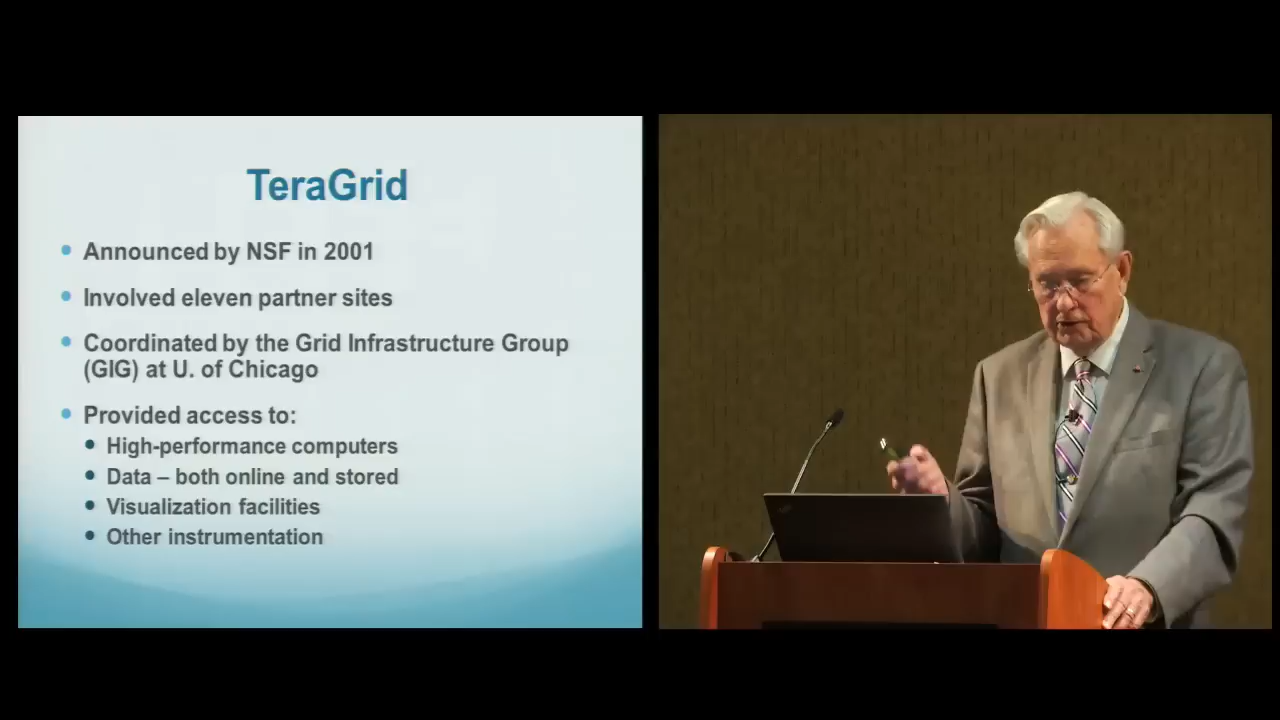 TeraGrid
Announced by NSF in 2001
Involved eleven partner sites
Coordinated by the Grid Infrastructure Group
(GIG) at U. of Chicago
Provided access to:
High-performance computers
Data – both online and stored
Visualization facilities
Other instrumentation